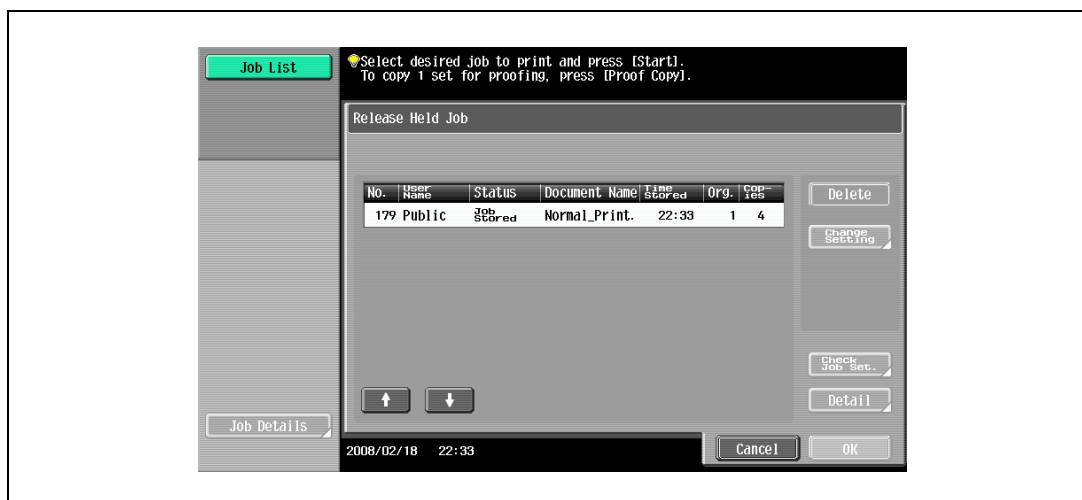 Job List
Select desired job to print and press [Start].
To copy 1 set for proofing, press [Proof Copy].
Release Held Job
No. User Name Status Document Name Time Stored Org. Cop-ies
179 Public Job Stored Normal_Print. 22:33 1 4
Delete
Change Setting
Check Job Set.
Detail
Job Details
2008/02/18 22:33
Cancel
OK